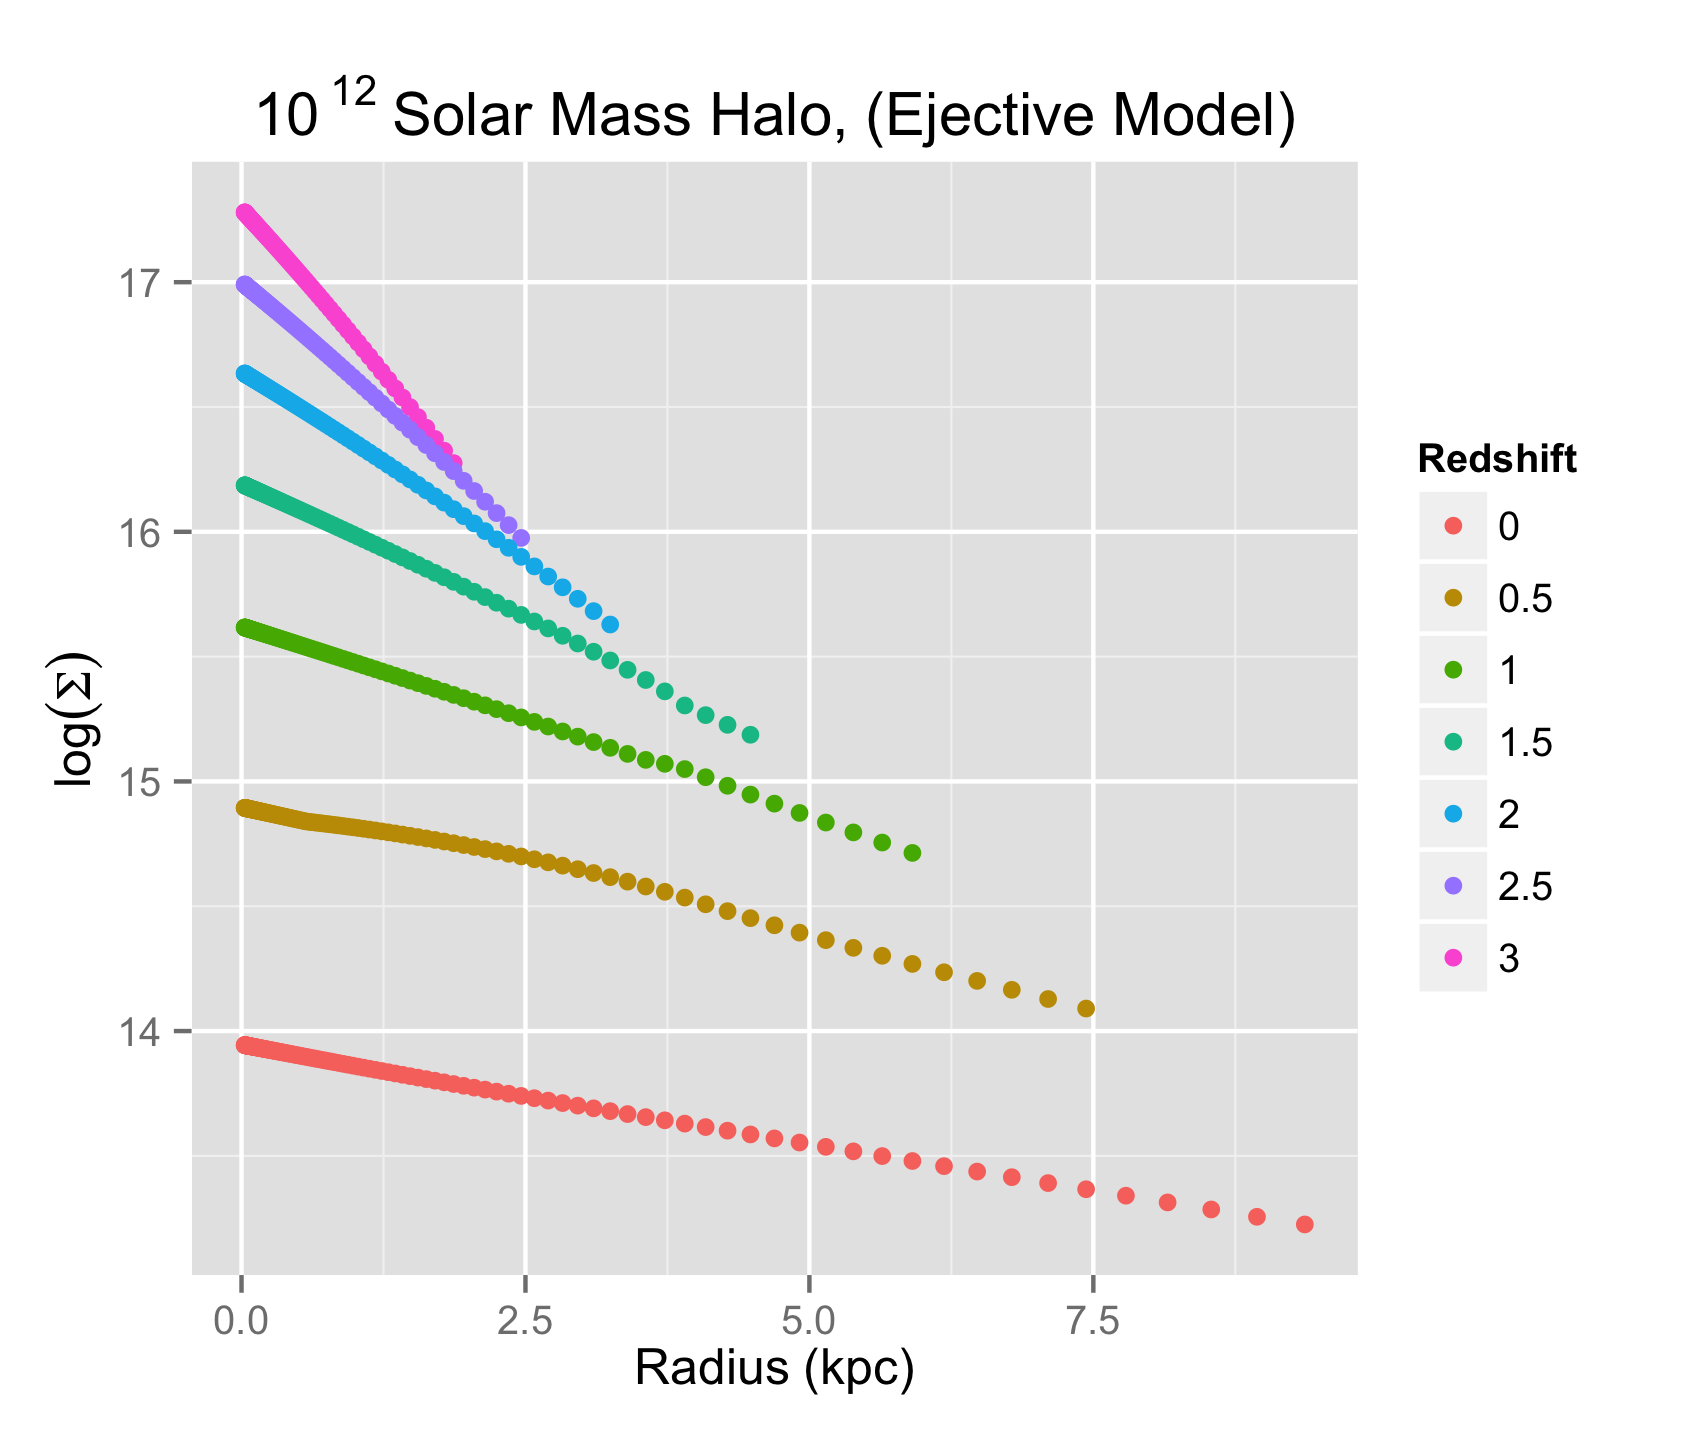 10 12 Solar Mass Halo, (Ejective Model)
log(Σ)
17
16
15
14
0.0 2.5 5.0 7.5
Radius (kpc)
Redshift
0
0.5
1
1.5
2
2.5
3